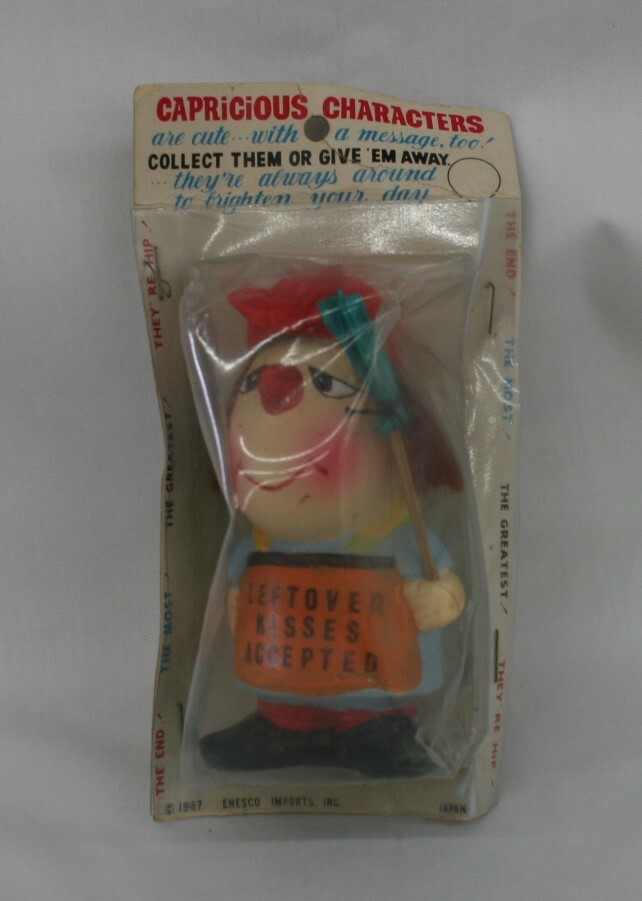 CAPRiCiOUS CHARACTERS
are cute...with a message, too!
COLLECT THEM OR GIVE 'EM AWAY.
...they're always around
to brighten your day
THEY'RE HIP!
THE GREATEST!
THE MOST!
THE END!
THE END!
THE MOST!
THE GREATEST!
THEY'RE HIP!
LEFTOVER
KISSES
ACCEPTED
© 1967 ENESCO IMPORTS, INC. JAPAN